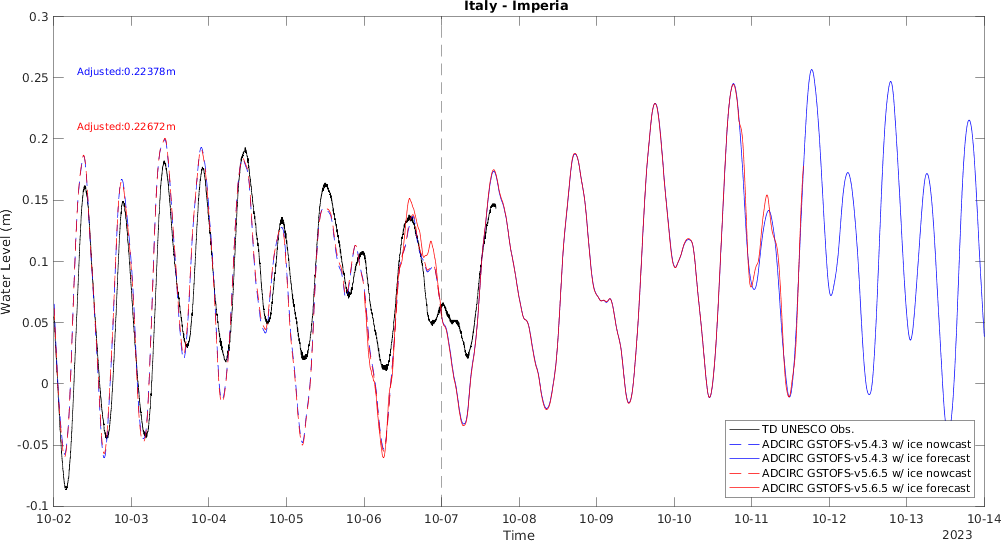 Italy - Imperia
0.3
0.25
0.2
0.15
0.1
0.05
0
-0.05
-0.1
Water Level (m)
Adjusted:0.22378m
Adjusted:0.22672m
TD UNESCO Obs.
ADCIRC GSTOFS-v5.4.3 w/ ice nowcast
ADCIRC GSTOFS-v5.4.3 w/ ice forecast
ADCIRC GSTOFS-v5.6.5 w/ ice nowcast
ADCIRC GSTOFS-v5.6.5 w/ ice forecast
10-02 10-03 10-04 10-05 10-06 10-07 10-08 10-09 10-10 10-11 10-12 10-13 10-14
Time
2023